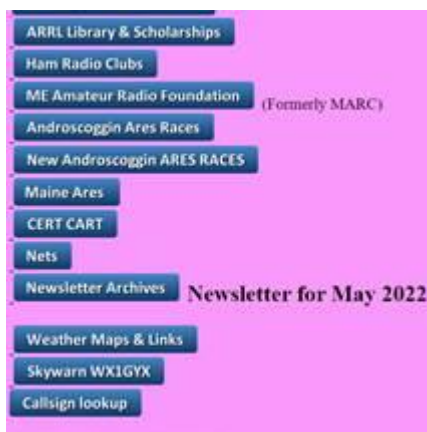 ARRL Library & Scholarships
Ham Radio Clubs
ME Amateur Radio Foundation (Formerly MARC)
Androscoggin Ares Races
New Androscoggin ARES RACES
Maine Ares
CERT CART
Nets
Newsletter Archives Newsletter for May 2022
Weather Maps & Links
Skywarn WX1GYX
Callsign lookup